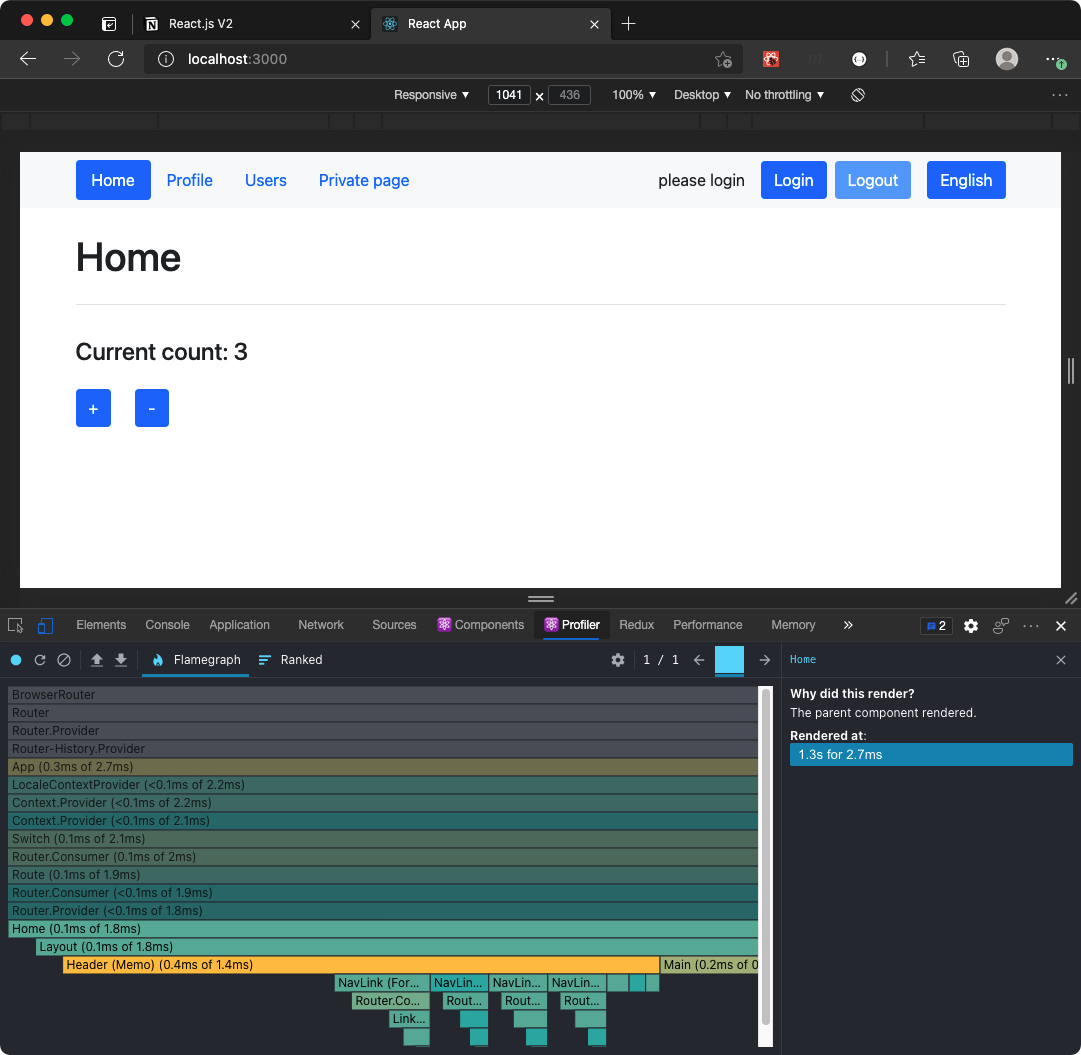 React.js V2
React App
localhost:3000
Responsive
1041
x
436
100%
Desktop
No throttling
Home
Profile
Users
Private page
please login
Login
Logout
English
Home
Current count: 3
+
-
Elements
Console
Application
Network
Sources
Components
Profiler
Redux
Performance
Memory
»
2
Flamegraph
Ranked
1 / 1
Home
BrowserRouter
Router
Router.Provider
Router-History.Provider
App (0.3ms of 2.7ms)
LocaleContextProvider (<0.1ms of 2.2ms)
Context.Provider (<0.1ms of 2.2ms)
Context.Provider (<0.1ms of 2.1ms)
Switch (0.1ms of 2.1ms)
Router.Consumer (0.1ms of 2ms)
Route (0.1ms of 1.9ms)
Router.Consumer (<0.1ms of 1.9ms)
Router.Provider (<0.1ms of 1.8ms)
Home (0.1ms of 1.8ms)
Layout (0.1ms of 1.8ms)
Header (Memo) (0.4ms of 1.4ms)
Main (0.2ms of 0
NavLink (For...
NavLin...
NavLin...
NavLin...
Router.Co...
Rout...
Rout...
Rout...
Link...
Why did this render?
The parent component rendered.
Rendered at:
1.3s for 2.7ms